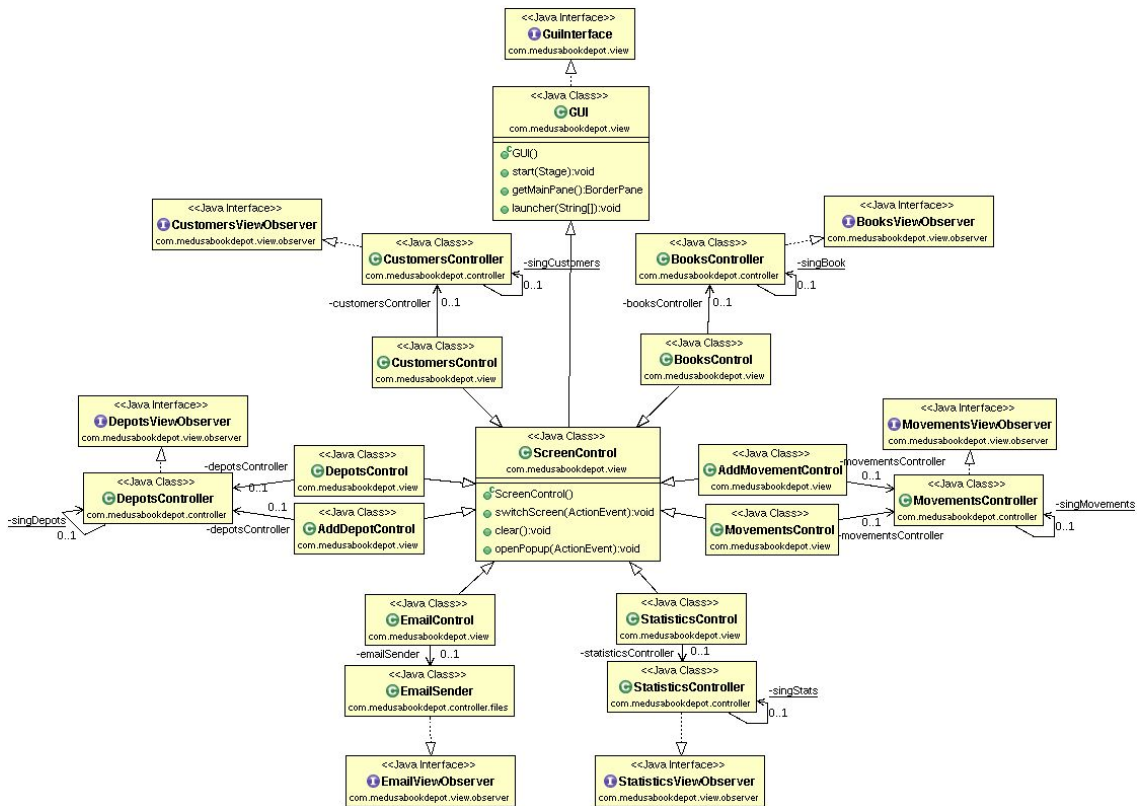 <<Java Interface>>
GuiInterface
com.medusabookdepot.view
<<Java Class>>
GUI
com.medusabookdepot.view
GUI()
start(Stage):void
getMainPane():BorderPane
launcher(String[]):void
<<Java Interface>>
CustomersViewObserver
com.medusabookdepot.view.observer
<<Java Interface>>
BooksViewObserver
com.medusabookdepot.view.observer
<<Java Class>>
CustomersController
com.medusabookdepot.controller
-singCustomers
0..1
<<Java Class>>
BooksController
com.medusabookdepot.controller
-singBook
0..1
-customersController
0..1
-booksController
0..1
<<Java Class>>
CustomersControl
com.medusabookdepot.view
<<Java Class>>
BooksControl
com.medusabookdepot.view
<<Java Interface>>
DepotsViewObserver
com.medusabookdepot.view.observer
<<Java Interface>>
MovementsViewObserver
com.medusabookdepot.view.observer
<<Java Class>>
ScreenControl
com.medusabookdepot.view
ScreenControl()
switchScreen(ActionEvent):void
clear():void
openPopup(ActionEvent):void
<<Java Class>>
DepotsControl
com.medusabookdepot.view
-depotsController
0..1
<<Java Class>>
AddMovementControl
com.medusabookdepot.view
-movementsController
0..1
<<Java Class>>
DepotsController
com.medusabookdepot.controller
-singDepots
0..1
<<Java Class>>
AddDepotControl
com.medusabookdepot.view
0..1
-depotsController
<<Java Class>>
MovementsControl
com.medusabookdepot.view
0..1
-movementsController
<<Java Class>>
MovementsController
com.medusabookdepot.controller
-singMovements
0..1
<<Java Class>>
EmailControl
com.medusabookdepot.view
-emailSender
0..1
<<Java Class>>
StatisticsControl
com.medusabookdepot.view
-statisticsController
0..1
<<Java Class>>
EmailSender
com.medusabookdepot.controller.files
<<Java Class>>
StatisticsController
com.medusabookdepot.controller
-singStats
0..1
<<Java Interface>>
EmailViewObserver
com.medusabookdepot.view.observer
<<Java Interface>>
StatisticsViewObserver
com.medusabookdepot.view.observer